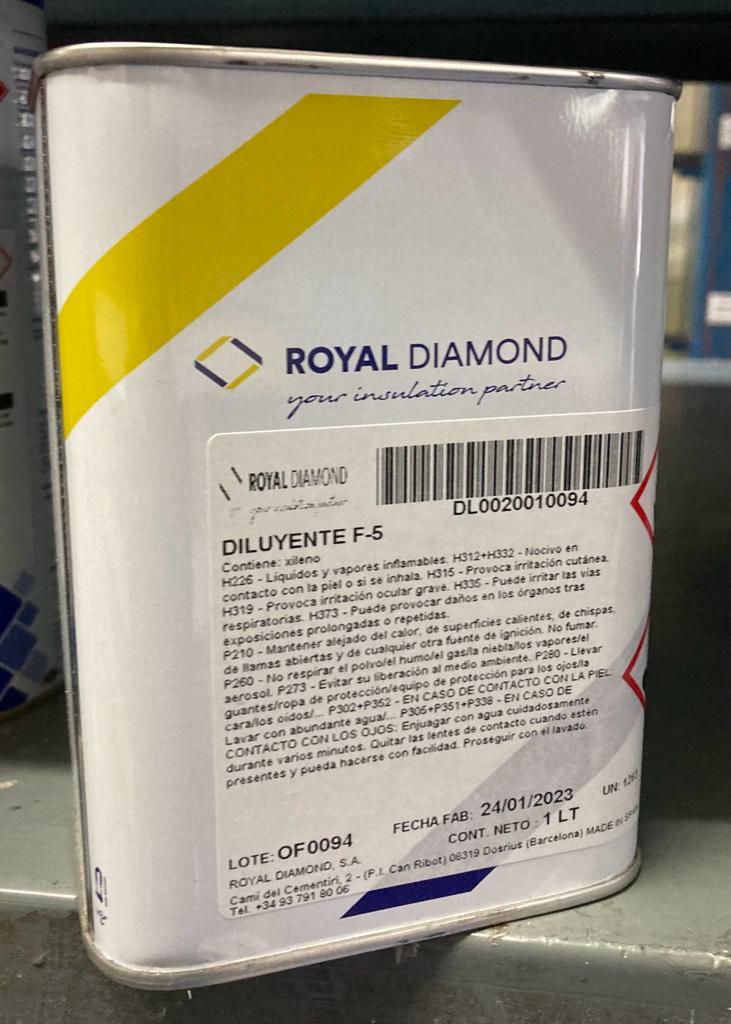 ROYAL DIAMOND
your insulation partner
ROYAL DIAMOND
DL0020010094
DILUYENTE F-5
Contiene: xileno
H226 - Líquidos y vapores inflamables. H312+H332 - Nocivo en
contacto con la piel o si se inhala. H315 - Provoca irritación cutánea.
H319 - Provoca irritación ocular grave. H335 - Puede irritar las vías
respiratorias. H373 - Puede provocar daños en los órganos tras
exposiciones prolongadas o repetidas.
P210 - Mantener alejado del calor, de superficies calientes, de chispas,
de llamas abiertas y de cualquier otra fuente de ignición. No fumar.
P260 - No respirar el polvo/el humo/el gas/la niebla/los vapores/el
aerosol. P273 - Evitar su liberación al medio ambiente. P280 - Llevar
guantes/ropa de protección/equipo de protección para los ojos/la
cara/los oídos/... P302+P352 - EN CASO DE CONTACTO CON LA PIEL:
Lavar con abundante agua/... P305+P351+P338 - EN CASO DE
CONTACTO CON LOS OJOS: Enjuagar con agua cuidadosamente
durante varios minutos. Quitar las lentes de contacto cuando estén
presentes y pueda hacerse con facilidad. Proseguir con el lavado.
LOTE: OF0094 FECHA FAB: 24/01/2023 UN:
CONT. NETO : 1 LT
ROYAL DIAMOND, S.A.
Camí del Cementiri, 2 - (P.I. Can Ribot) 08319 Dosrius (Barcelona) MADE IN
Tel. +34 93 791 80 06